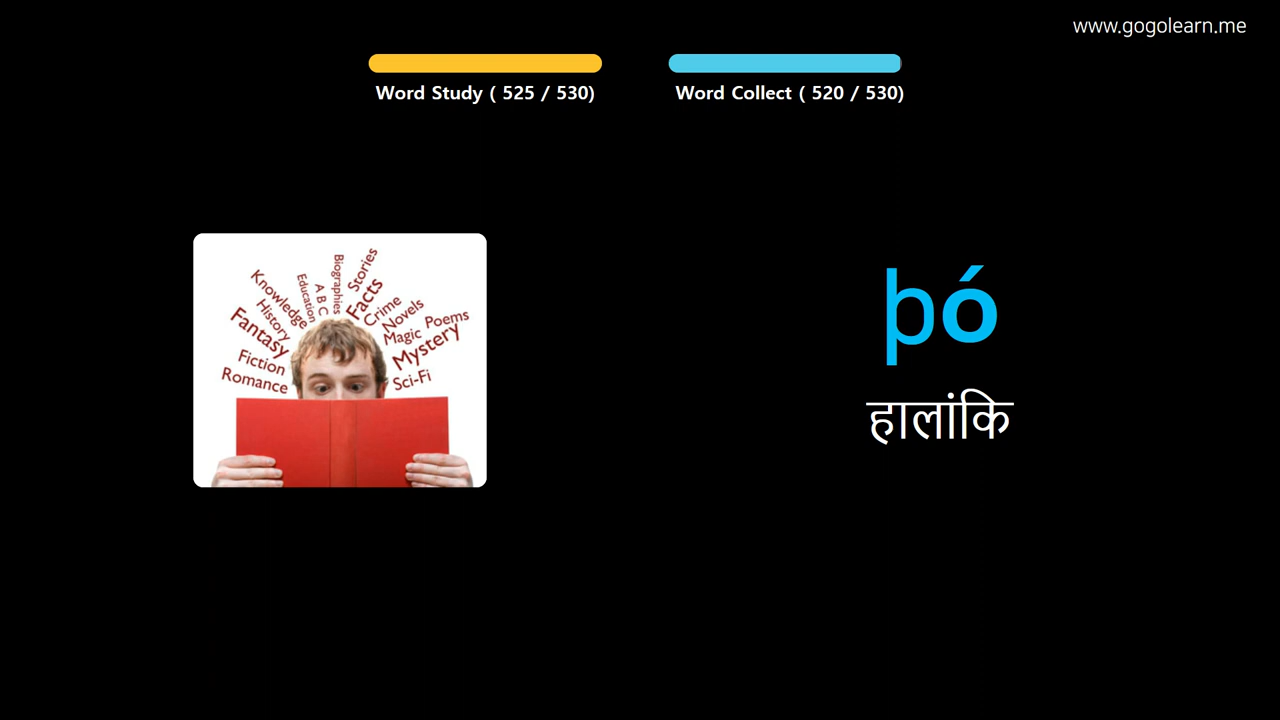 www.gogolearn.me
Word Study ( 525 / 530)
Word Collect ( 520 / 530)
Knowledge
History
Fantasy
Fiction
Romance
Education
A B C
Biographies
Stories
Facts
Crime
Novels
Magic
Poems
Mystery
Sci-Fi
þó
हालांकि